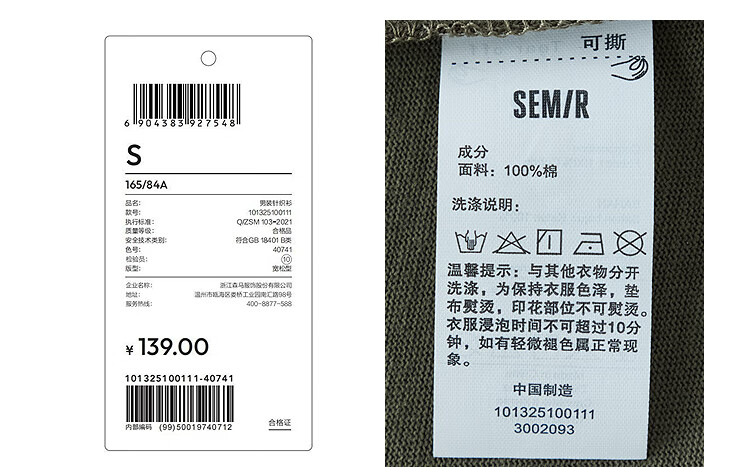 6 904383 927548
S
165/84A
品名: 男装针织衫
款号: 101325100111
执行标准: Q/ZSM 103-2021
质量等级: 合格品
安全技术类别: 符合GB 18401 B类
色号: 40741
检验员: 10
版型: 宽松型
企业名称: 浙江森马服饰股份有限公司
地址: 温州市瓯海区娄桥工业园南汇路98号
服务热线: 400-8877-588
¥ 139.00
101325100111-40741
内部编码 (99)50019740712
合格证
可撕
SEM/R
成分
面料：100%棉
洗涤说明：
温馨提示：与其他衣物分开
洗涤，为保持衣服色泽，垫
布熨烫，印花部位不可熨烫。
衣服浸泡时间不可超过10分
钟，如有轻微褪色属正常现
象。
中国制造
101325100111
3002093